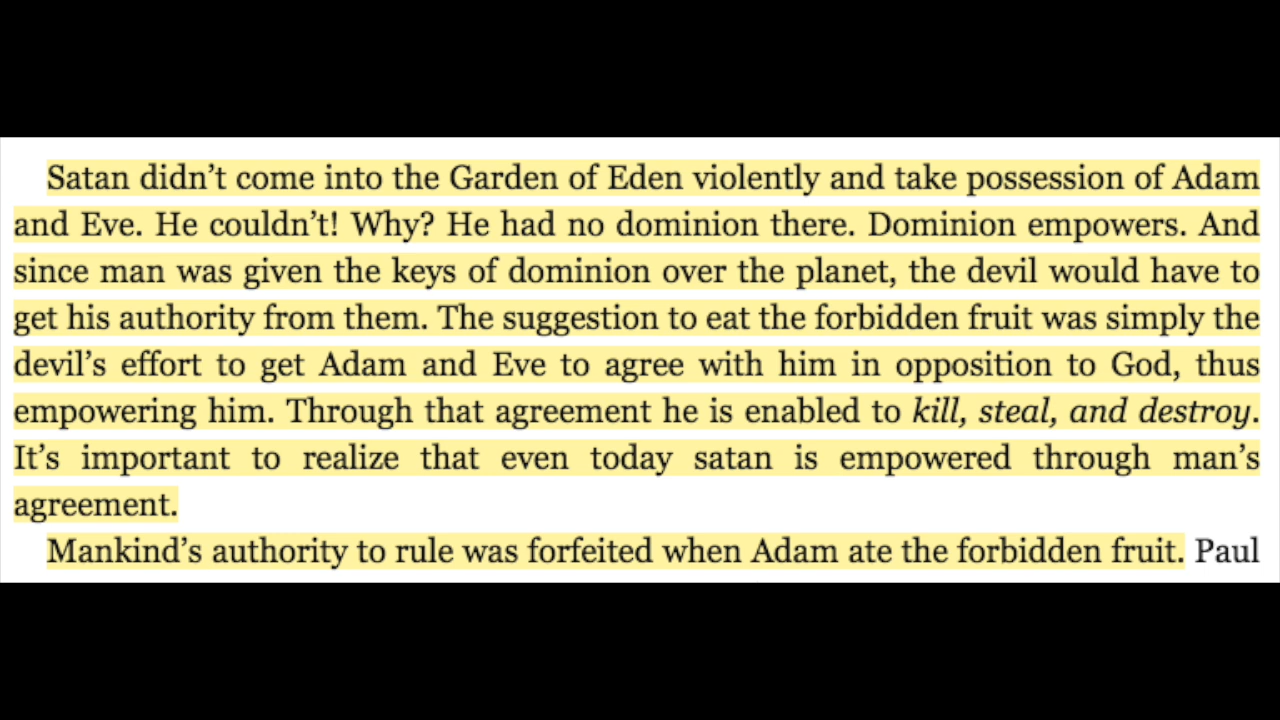 Satan didn’t come into the Garden of Eden violently and take possession of Adam
and Eve. He couldn’t! Why? He had no dominion there. Dominion empowers. And
since man was given the keys of dominion over the planet, the devil would have to
get his authority from them. The suggestion to eat the forbidden fruit was simply the
devil’s effort to get Adam and Eve to agree with him in opposition to God, thus
empowering him. Through that agreement he is enabled to kill, steal, and destroy.
It’s important to realize that even today satan is empowered through man’s
agreement.
Mankind’s authority to rule was forfeited when Adam ate the forbidden fruit. Paul